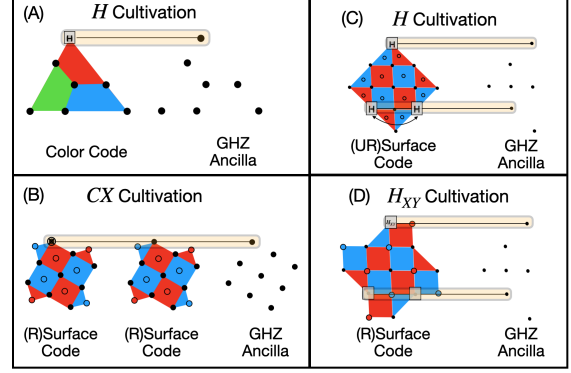 (A)
H Cultivation
H
Color Code
GHZ
Ancilla
(B)
CX Cultivation
(R)Surface
Code
(R)Surface
Code
GHZ
Ancilla
(C)
H Cultivation
H
H
H
(UR)Surface
Code
GHZ
Ancilla
(D)
H_XY Cultivation
H_XY
(R)Surface
Code
GHZ
Ancilla